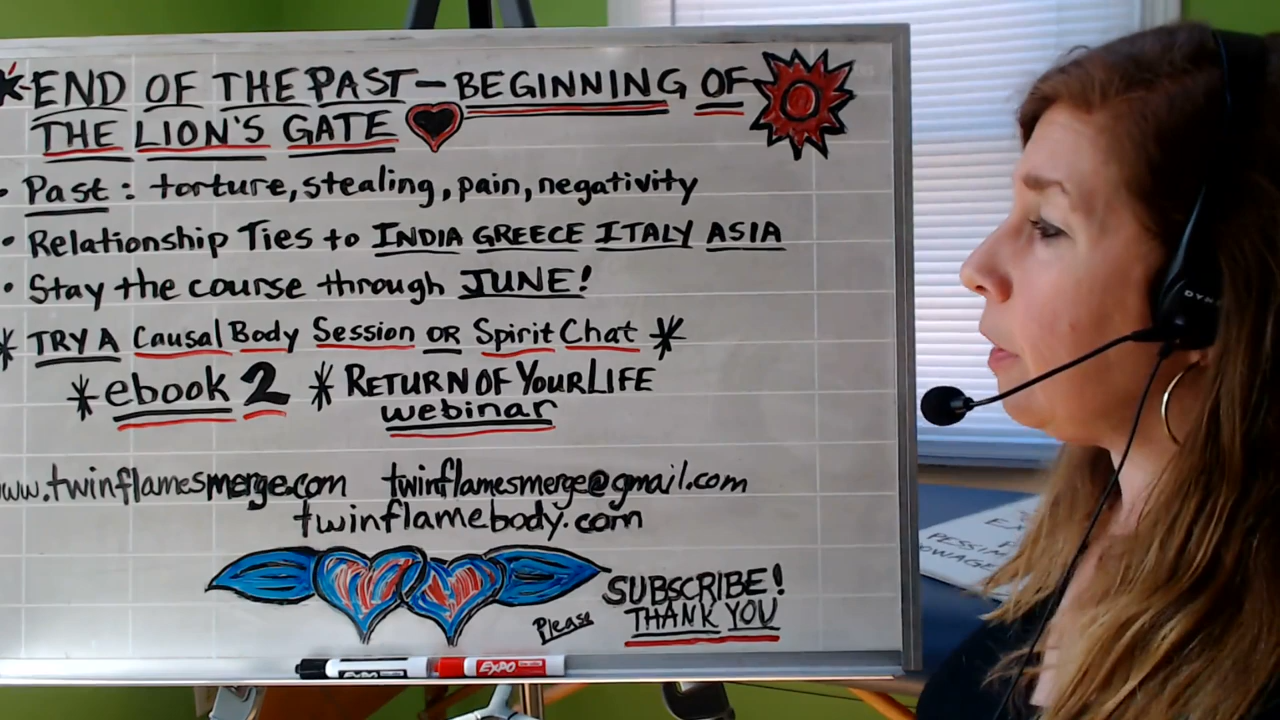 END OF THE PAST - BEGINNING OF
THE LION'S GATE
• Past: torture, stealing, pain, negativity
• Relationship Ties to INDIA GREECE ITALY ASIA
• Stay the course through JUNE!
* TRY A Causal Body Session OR Spirit Chat *
* ebook 2 * RETURN OF YOUR LIFE
webinar
www.twinflamesmerge.com twinflamesmerge@gmail.com
twinflamebody.com
Please SUBSCRIBE!
THANK YOU
EXPO
EXPO